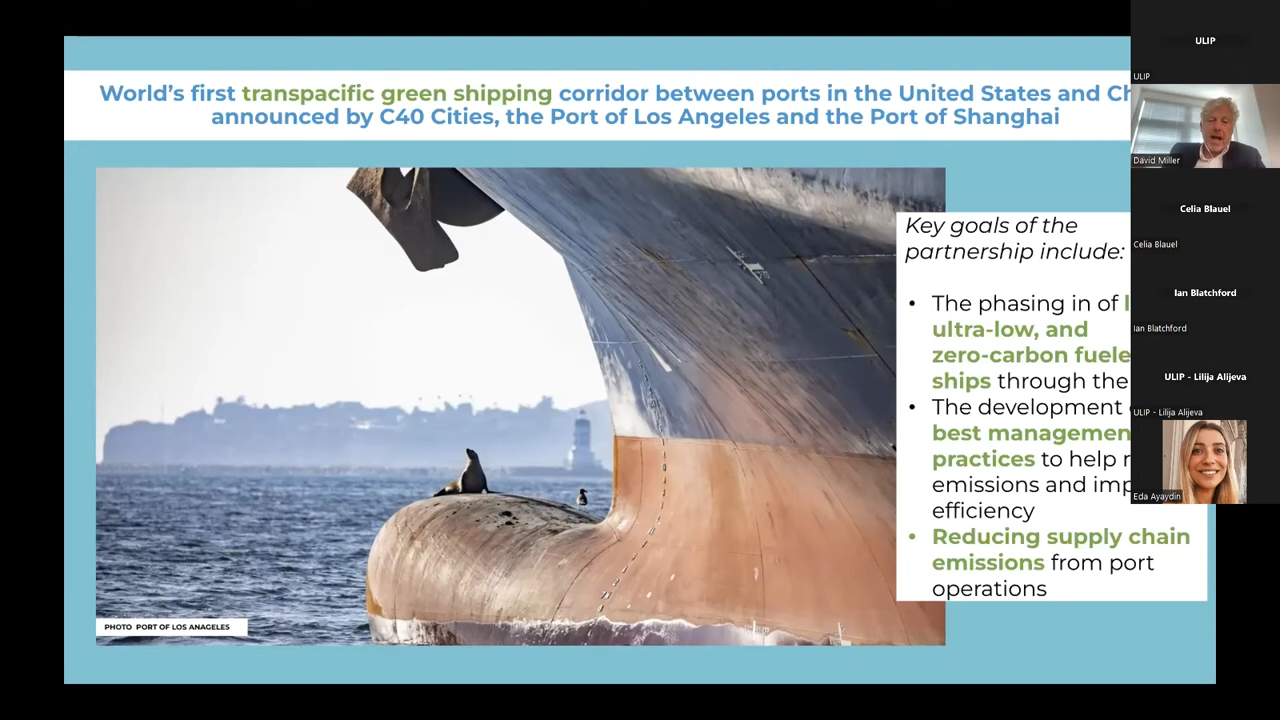 World's first transpacific green shipping corridor between ports in the United States and Ch
announced by C40 Cities, the Port of Los Angeles and the Port of Shanghai
Key goals of the
partnership include:
• The phasing in of
ultra-low, and
zero-carbon fuele
ships through the
• The development
best managemen
practices to help r
emissions and imp
efficiency
• Reducing supply chain
emissions from port
operations
PHOTO PORT OF LOS ANAGELES
ULIP
ULIP
David Miller
Celia Blauel
Celia Blauel
Ian Blatchford
Ian Blatchford
ULIP - Lilija Alijeva
ULIP - Lilija Alijeva
Eda Ayaydin